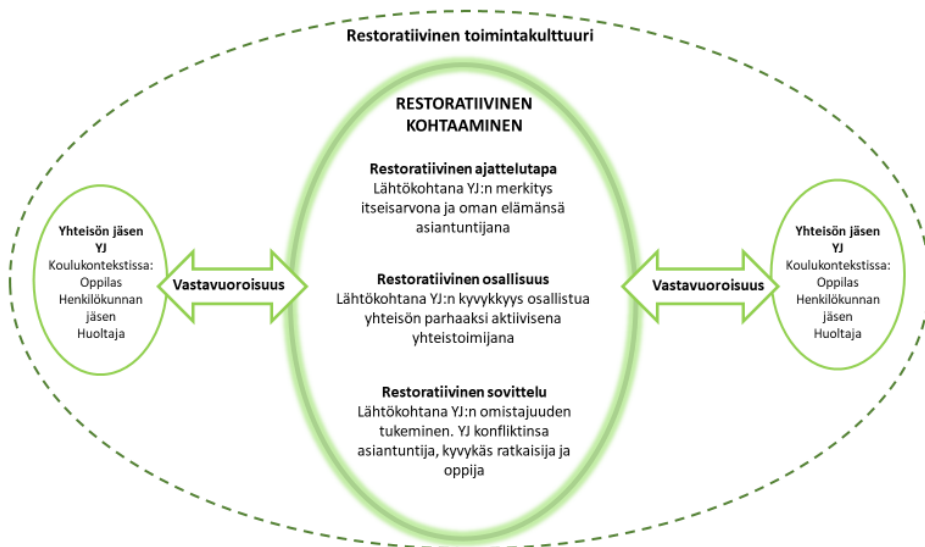 Restoratiivinen toimintakulttuuri
RESTORATIIVINEN
KOHTAAMINEN
Restoratiivinen ajattelutapa
Lähtökohtana YJ:n merkitys
itseisarvona ja oman elämänsä
asiantuntijana
Restoratiivinen osallisuus
Lähtökohtana YJ:n kyvykkyys osallistua
yhteisön parhaaksi aktiivisena
yhteistoimijana
Restoratiivinen sovittelu
Lähtökohtana YJ:n omistajuuden
tukeminen. YJ konfliktinsa
asiantuntija, kyvykäs ratkaisija ja
oppija
Yhteisön jäsen
YJ
Koulukontekstissa:
Oppilas
Henkilökunnan
jäsen
Huoltaja
Vastavuoroisuus
Vastavuoroisuus
Yhteisön jäsen
YJ
Koulukontekstissa:
Oppilas
Henkilökunnan
jäsen
Huoltaja